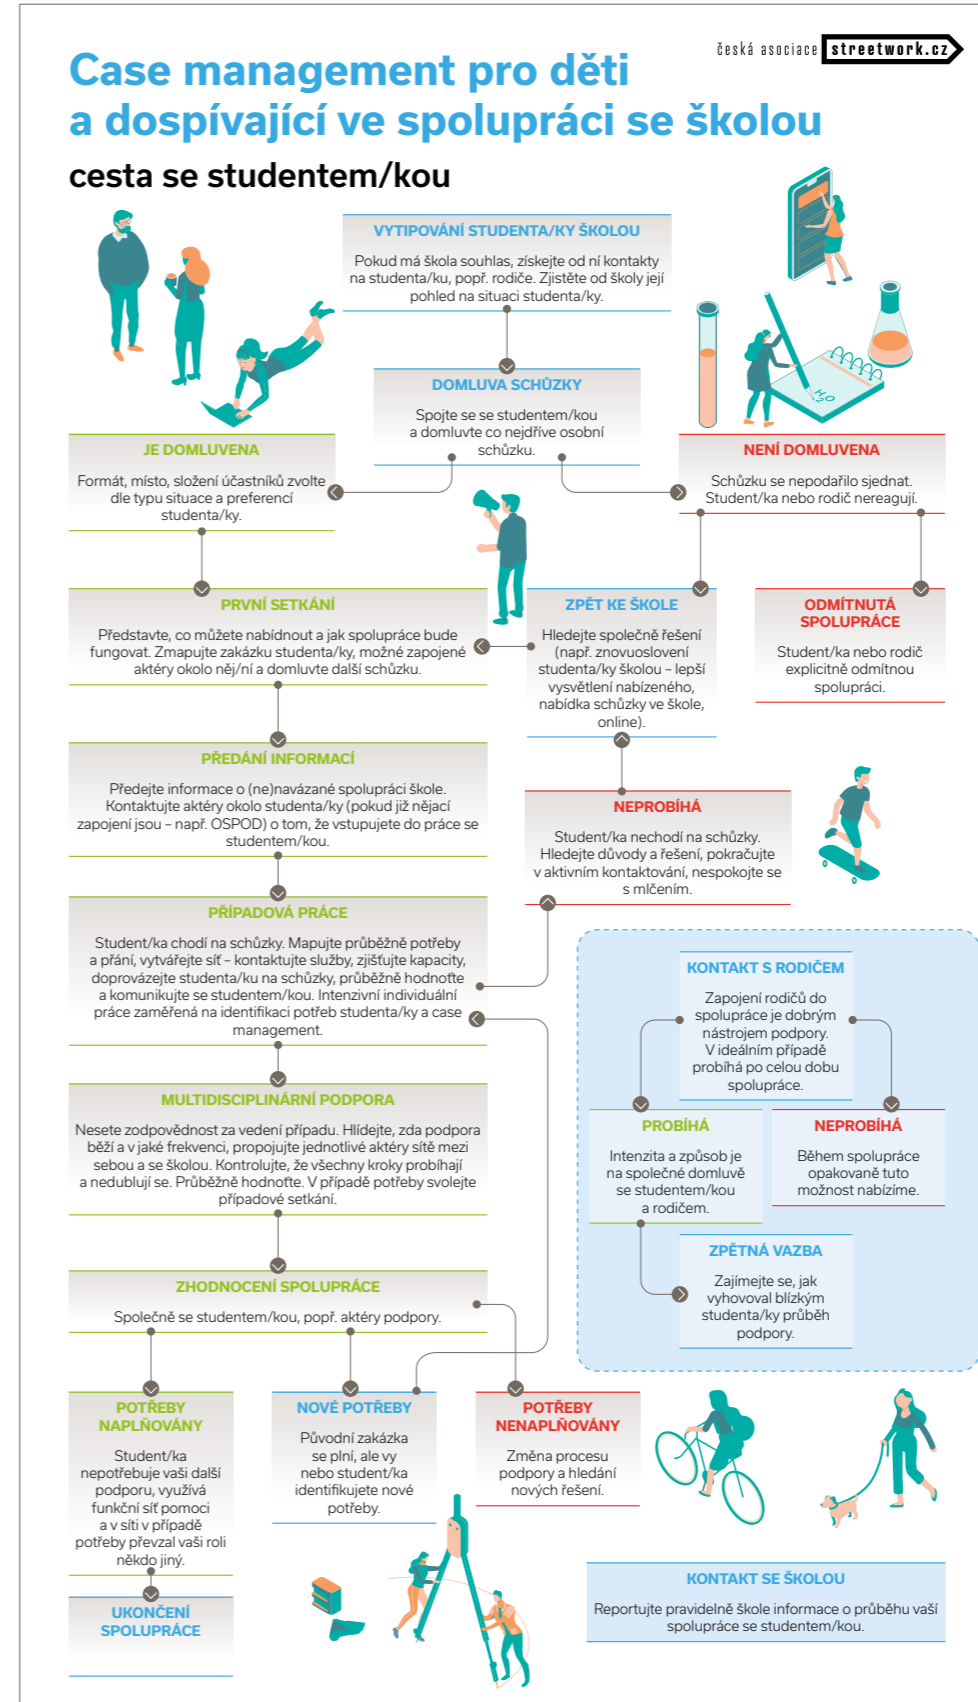 česká asociace streetwork.cz
Case management pro děti
a dospívající ve spolupráci se školou
cesta se studentem/kou
VYTIPOVÁNÍ STUDENTA/KY ŠKOLOU
Pokud má škola souhlas, získejte od ní kontakty
na studenta/ku, popř. rodiče. Zjistěte od školy její
pohled na situaci studenta/ky.
DOMLUVA SCHŮZKY
Spojte se se studentem/kou
a domluvte co nejdříve osobní
schůzku.
H2O
JE DOMLUVENA
Formát, místo, složení účastníků zvolte
dle typu situace a preferencí
studenta/ky.
NENÍ DOMLUVENA
Schůzku se nepodařilo sjednat.
Student/ka nebo rodič nereagují.
PRVNÍ SETKÁNÍ
Představte, co můžete nabídnout a jak spolupráce bude
fungovat. Zmapujte zakázku studenta/ky, možné zapojené
aktéry okolo něj/ní a domluvte další schůzku.
ZPĚT KE ŠKOLE
Hledejte společně řešení
(např. znovuoslovení
studenta/ky školou – lepší
vysvětlení nabízeného,
nabídka schůzky ve škole,
online).
ODMÍTNUTÁ
SPOLUPRÁCE
Student/ka nebo rodič
explicitně odmítnou
spolupráci.
PŘEDÁNÍ INFORMACÍ
Předejte informace o (ne)navázané spolupráci škole.
Kontaktujte aktéry okolo studenta/ky (pokud již nějací
zapojení jsou – např. OSPOD) o tom, že vstupujete do práce se
studentem/kou.
NEPROBÍHÁ
Student/ka nechodí na schůzky.
Hledejte důvody a řešení, pokračujte
v aktivním kontaktování, nespokojte se
s mlčením.
PŘÍPADOVÁ PRÁCE
Student/ka chodí na schůzky. Mapujte průběžně potřeby
a přání, vytvářejte síť – kontaktujte služby, zjišťujte kapacity,
doprovázejte studenta/ku na schůzky, průběžně hodnoťte
a komunikujte se studentem/kou. Intenzivní individuální
práce zaměřená na identifikaci potřeb studenta/ky a case
management.
KONTAKT S RODIČEM
Zapojení rodičů do
spolupráce je dobrým
nástrojem podpory.
V ideálním případě
probíhá po celou dobu
spolupráce.
MULTIDISCIPLINÁRNÍ PODPORA
Nesete zodpovědnost za vedení případu. Hlídejte, zda podpora
běží a v jaké frekvenci, propojujte jednotlivé aktéry sítě mezi
sebou a se školou. Kontrolujte, že všechny kroky probíhají
a nedublují se. Průběžně hodnoťte. V případě potřeby svolejte
případové setkání.
PROBÍHÁ
Intenzita a způsob je
na společné domluvě
se studentem/kou
a rodičem.
NEPROBÍHÁ
Během spolupráce
opakovaně tuto
možnost nabízíme.
ZPĚTNÁ VAZBA
Zajímejte se, jak
vyhovoval blízkým
studenta/ky průběh
podpory.
ZHODNOCENÍ SPOLUPRÁCE
Společně se studentem/kou, popř. aktéry podpory.
POTŘEBY
NAPLŇOVÁNY
Student/ka
nepotřebuje vaši další
podporu, využívá
funkční síť pomoci
a v síti v případě
potřeby převzal vaši roli
někdo jiný.
NOVÉ POTŘEBY
Původní zakázka
se plní, ale vy
nebo student/ka
identifikujete nové
potřeby.
POTŘEBY
NENAPLŇOVÁNY
Změna procesu
podpory a hledání
nových řešení.
UKONČENÍ
SPOLUPRÁCE
KONTAKT SE ŠKOLOU
Reportujte pravidelně škole informace o průběhu vaší
spolupráce se studentem/kou.